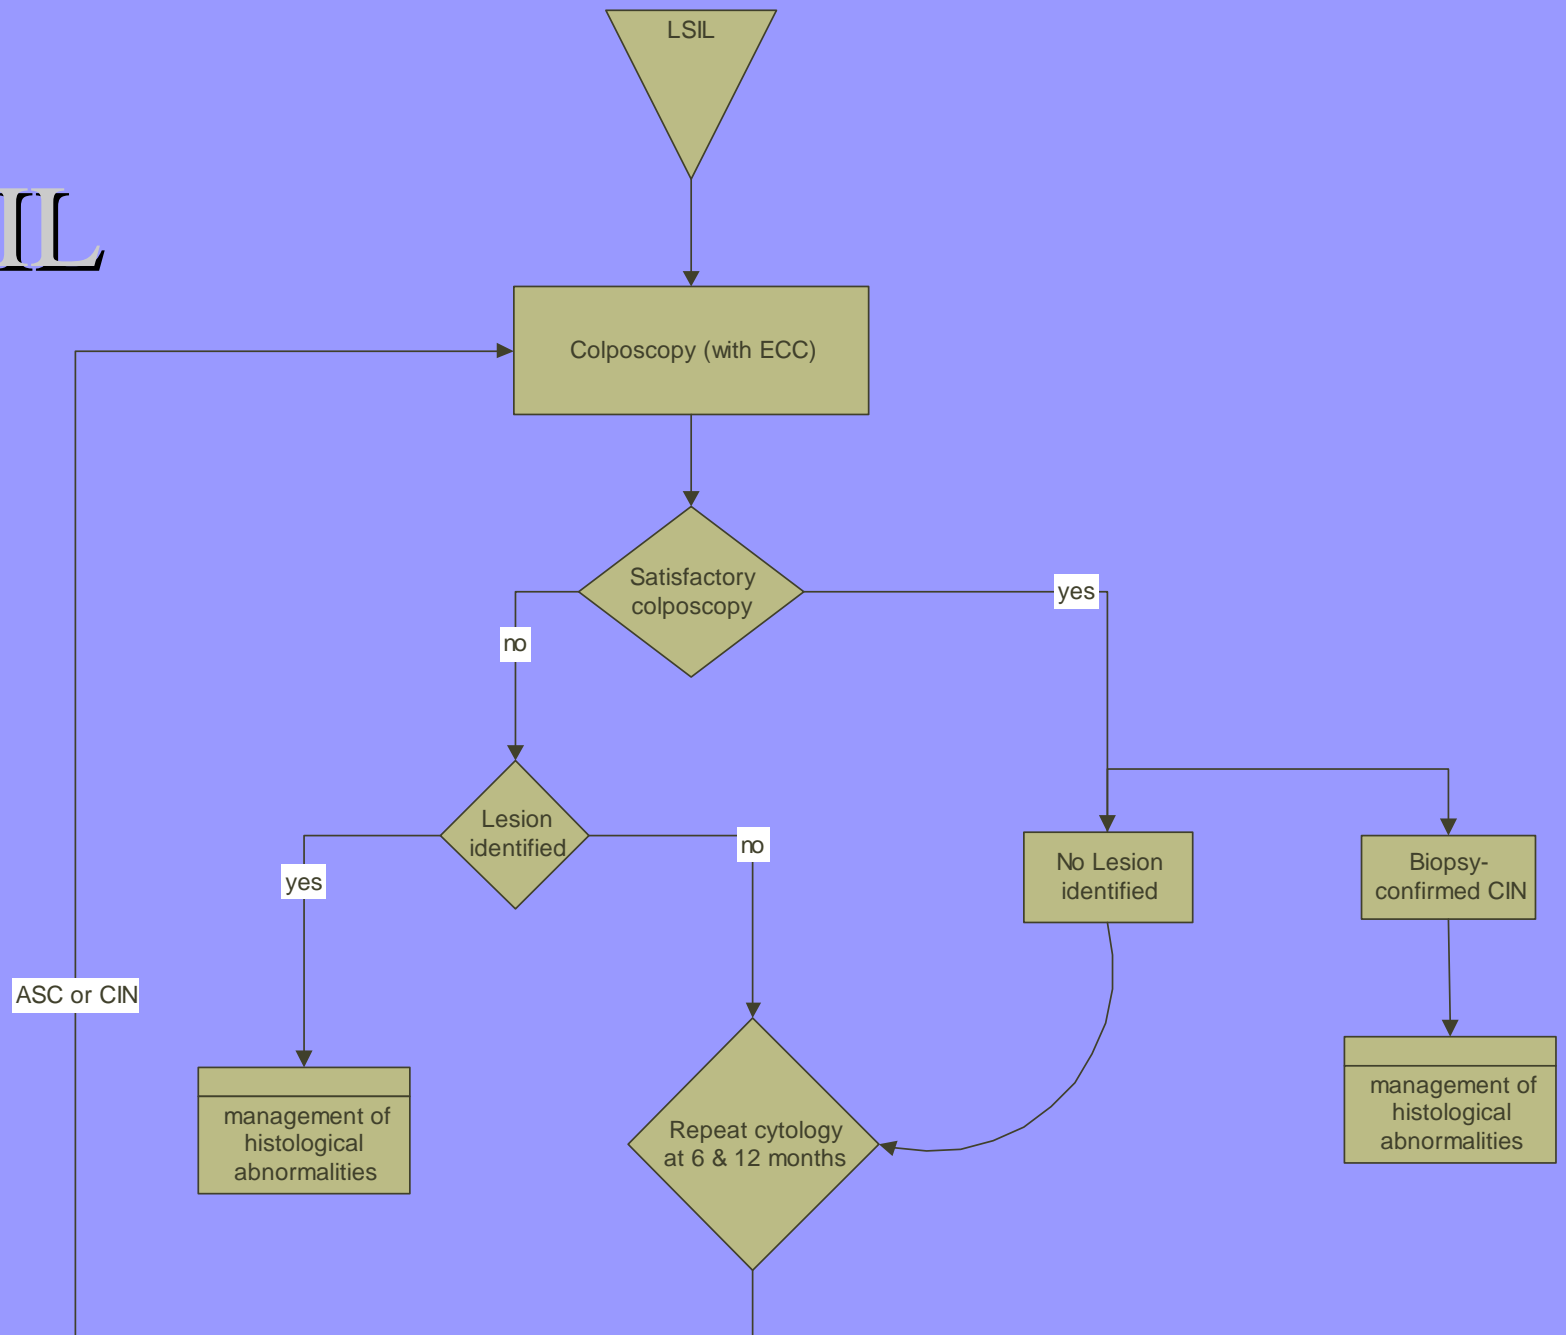 LSIL
IL
Colposcopy (with ECC)
Satisfactory
colposcopy
yes
no
Lesion
identified
no
yes
No Lesion
identified
Biopsy-
confirmed CIN
ASC or CIN
management of
histological
abnormalities
Repeat cytology
at 6 & 12 months
management of
histological
abnormalities